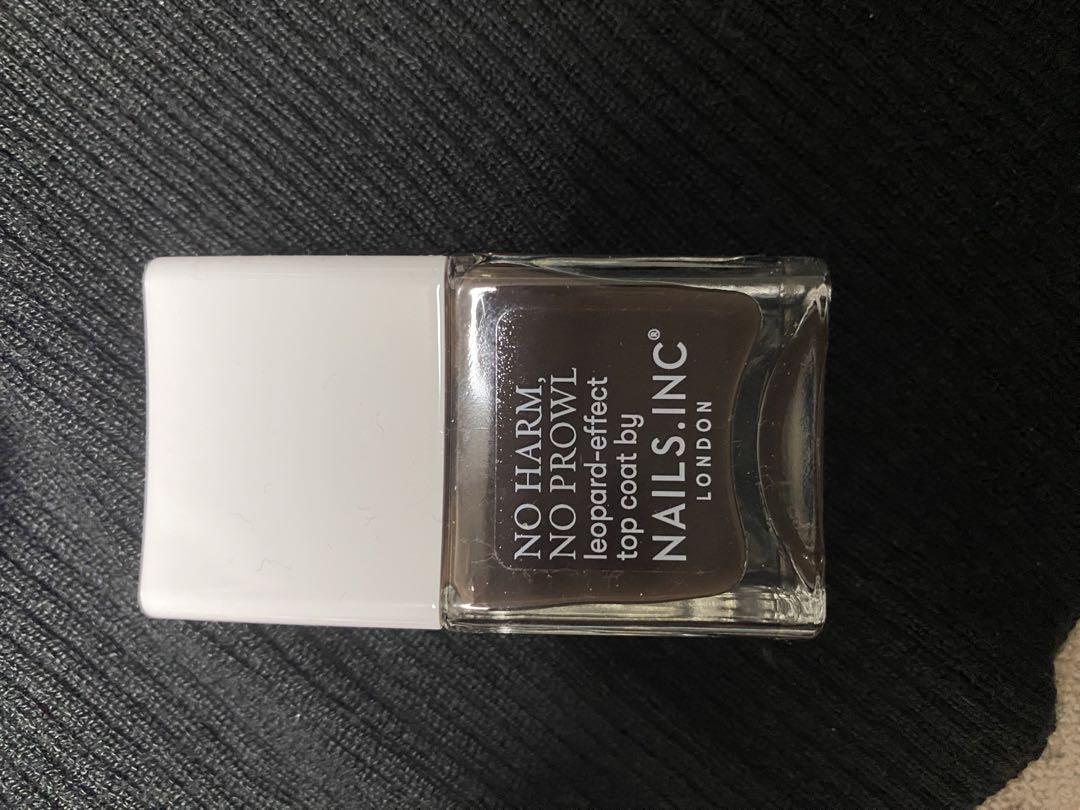 NO HARM,
NO PROWL
leopard-effect
top coat by
NAILS.INC®
LONDON